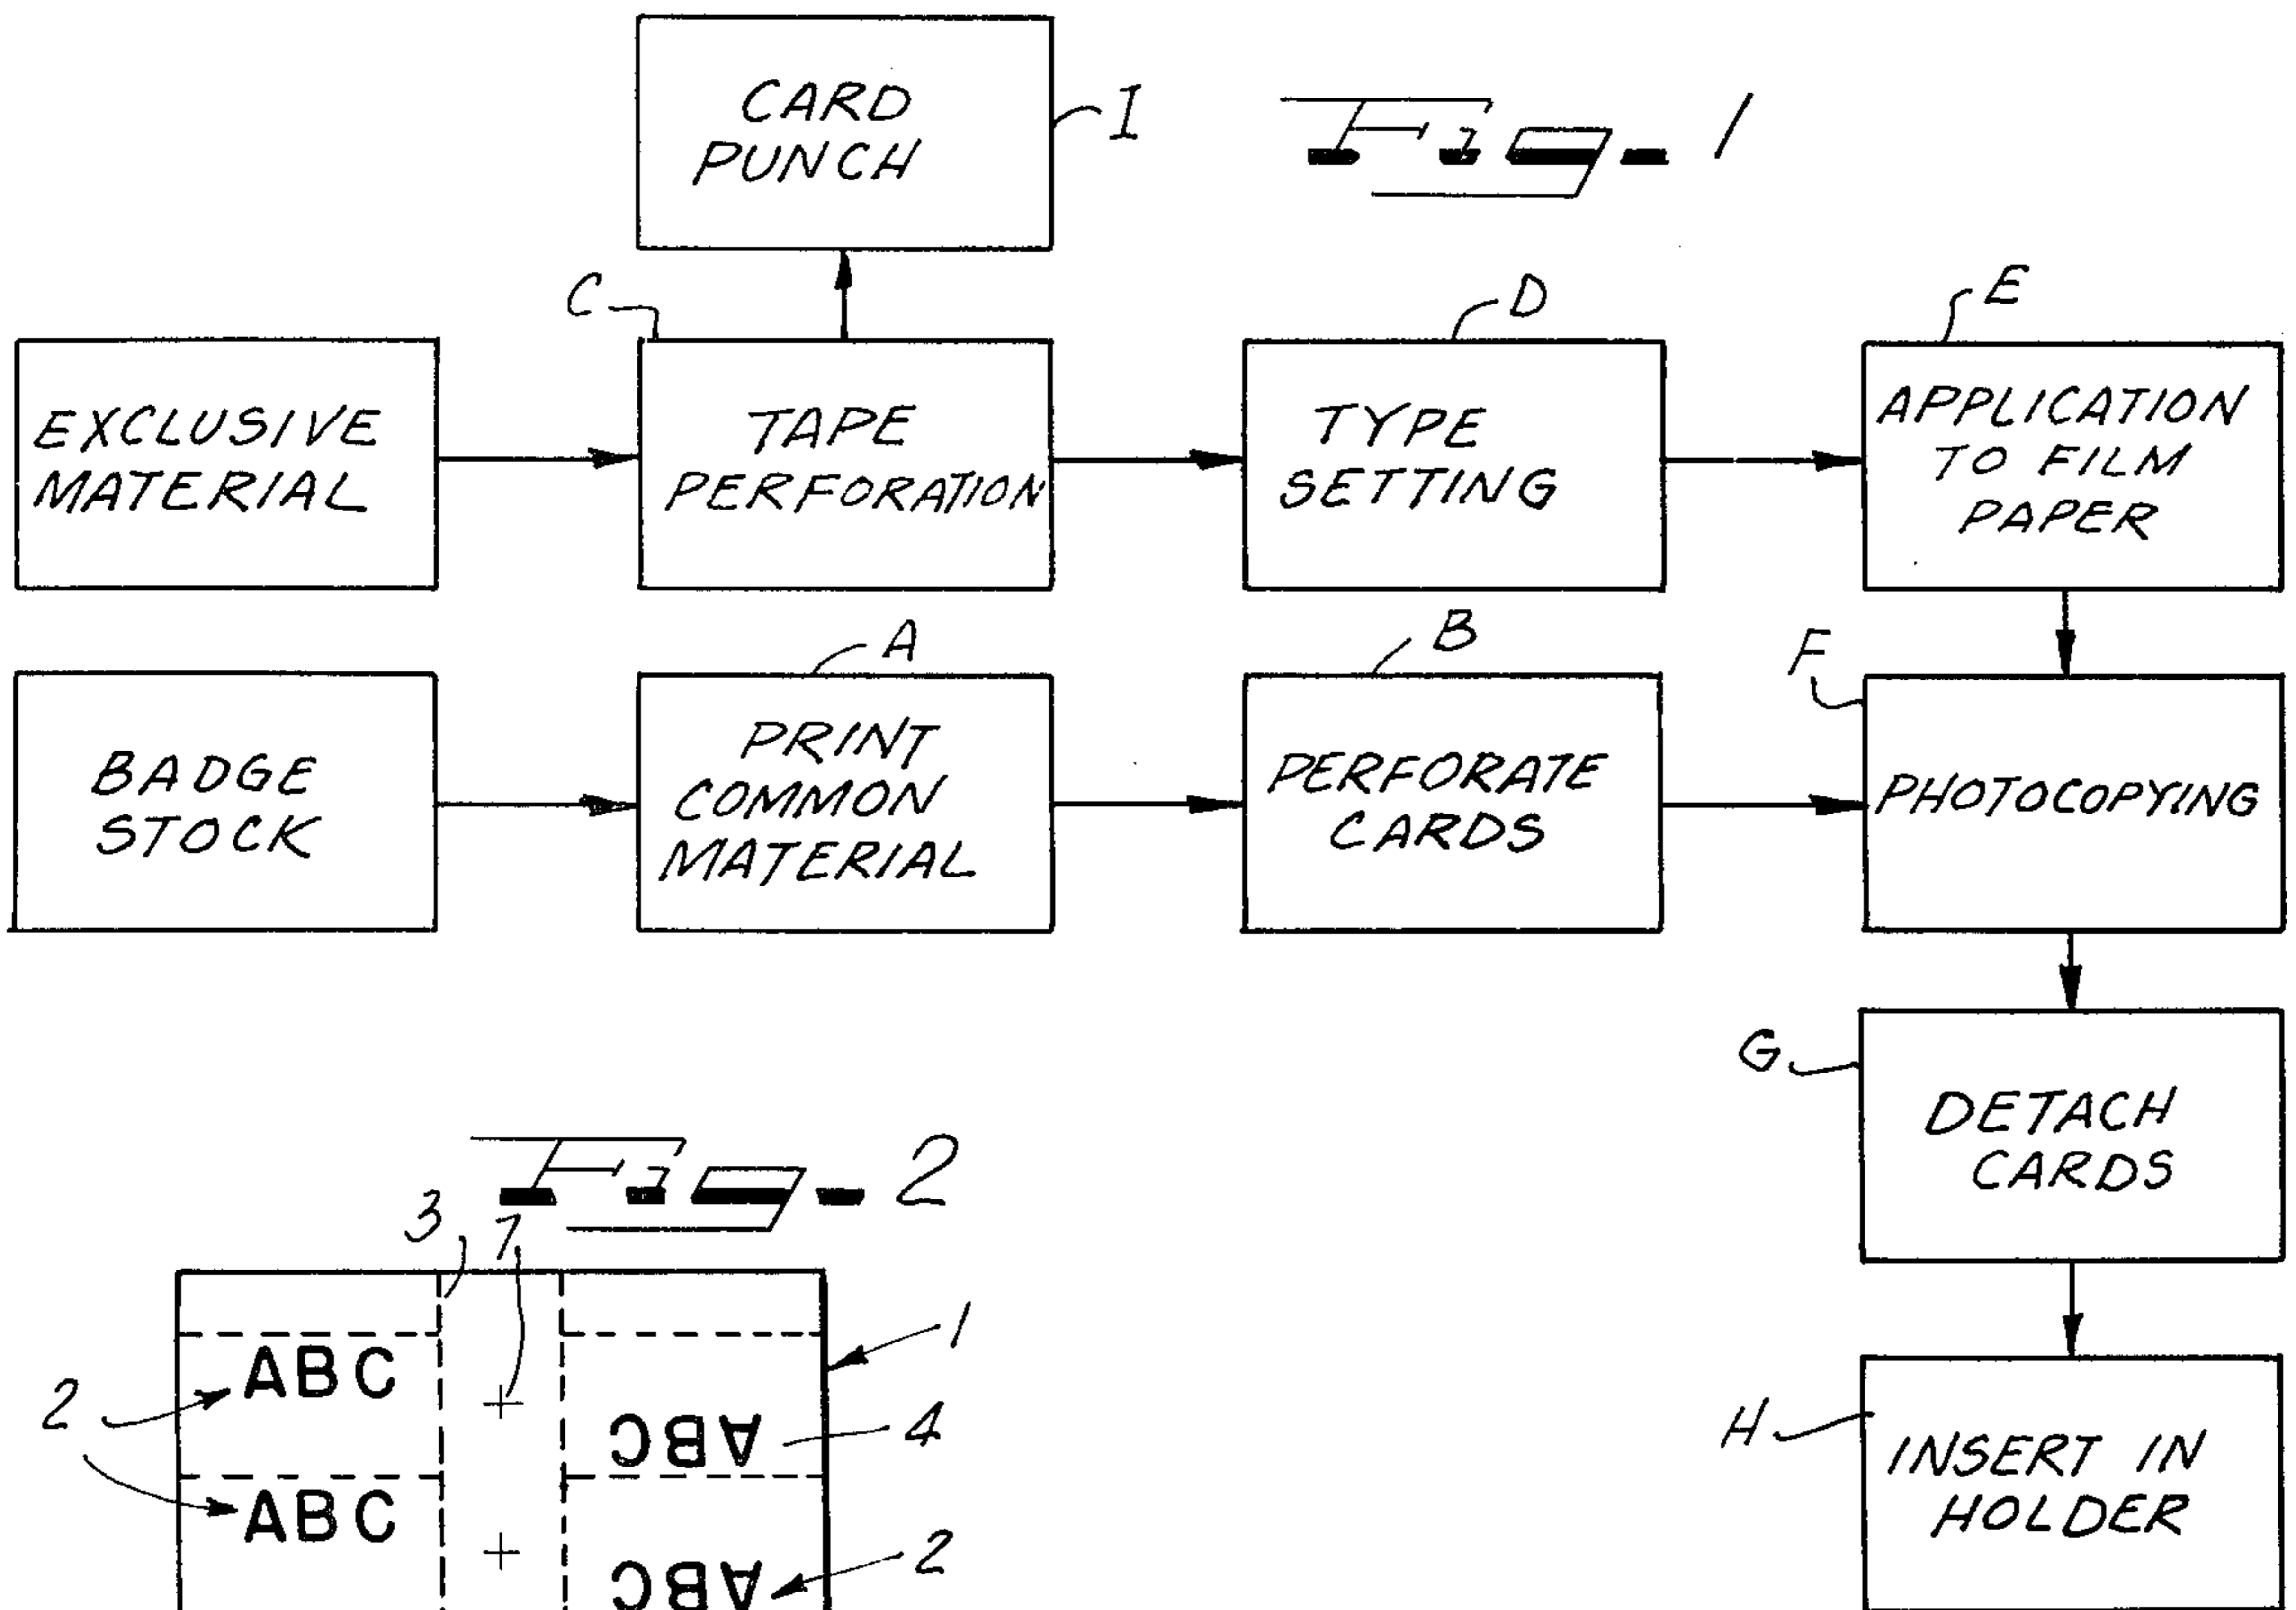 CARD
PUNCH
I
Fig-1
C
D
E
EXCLUSIVE
MATERIAL
TAPE
PERFORATION
TYPE
SETTING
APPLICATION
TO FILM
PAPER
A
B
F
BADGE
STOCK
PRINT
COMMON
MATERIAL
PERFORATE
CARDS
PHOTOCOPYING
G
DETACH
CARDS
Fig-2
3
7
1
2
ABC
ABC
4
ABC
2
ABC
H
INSERT IN
HOLDER